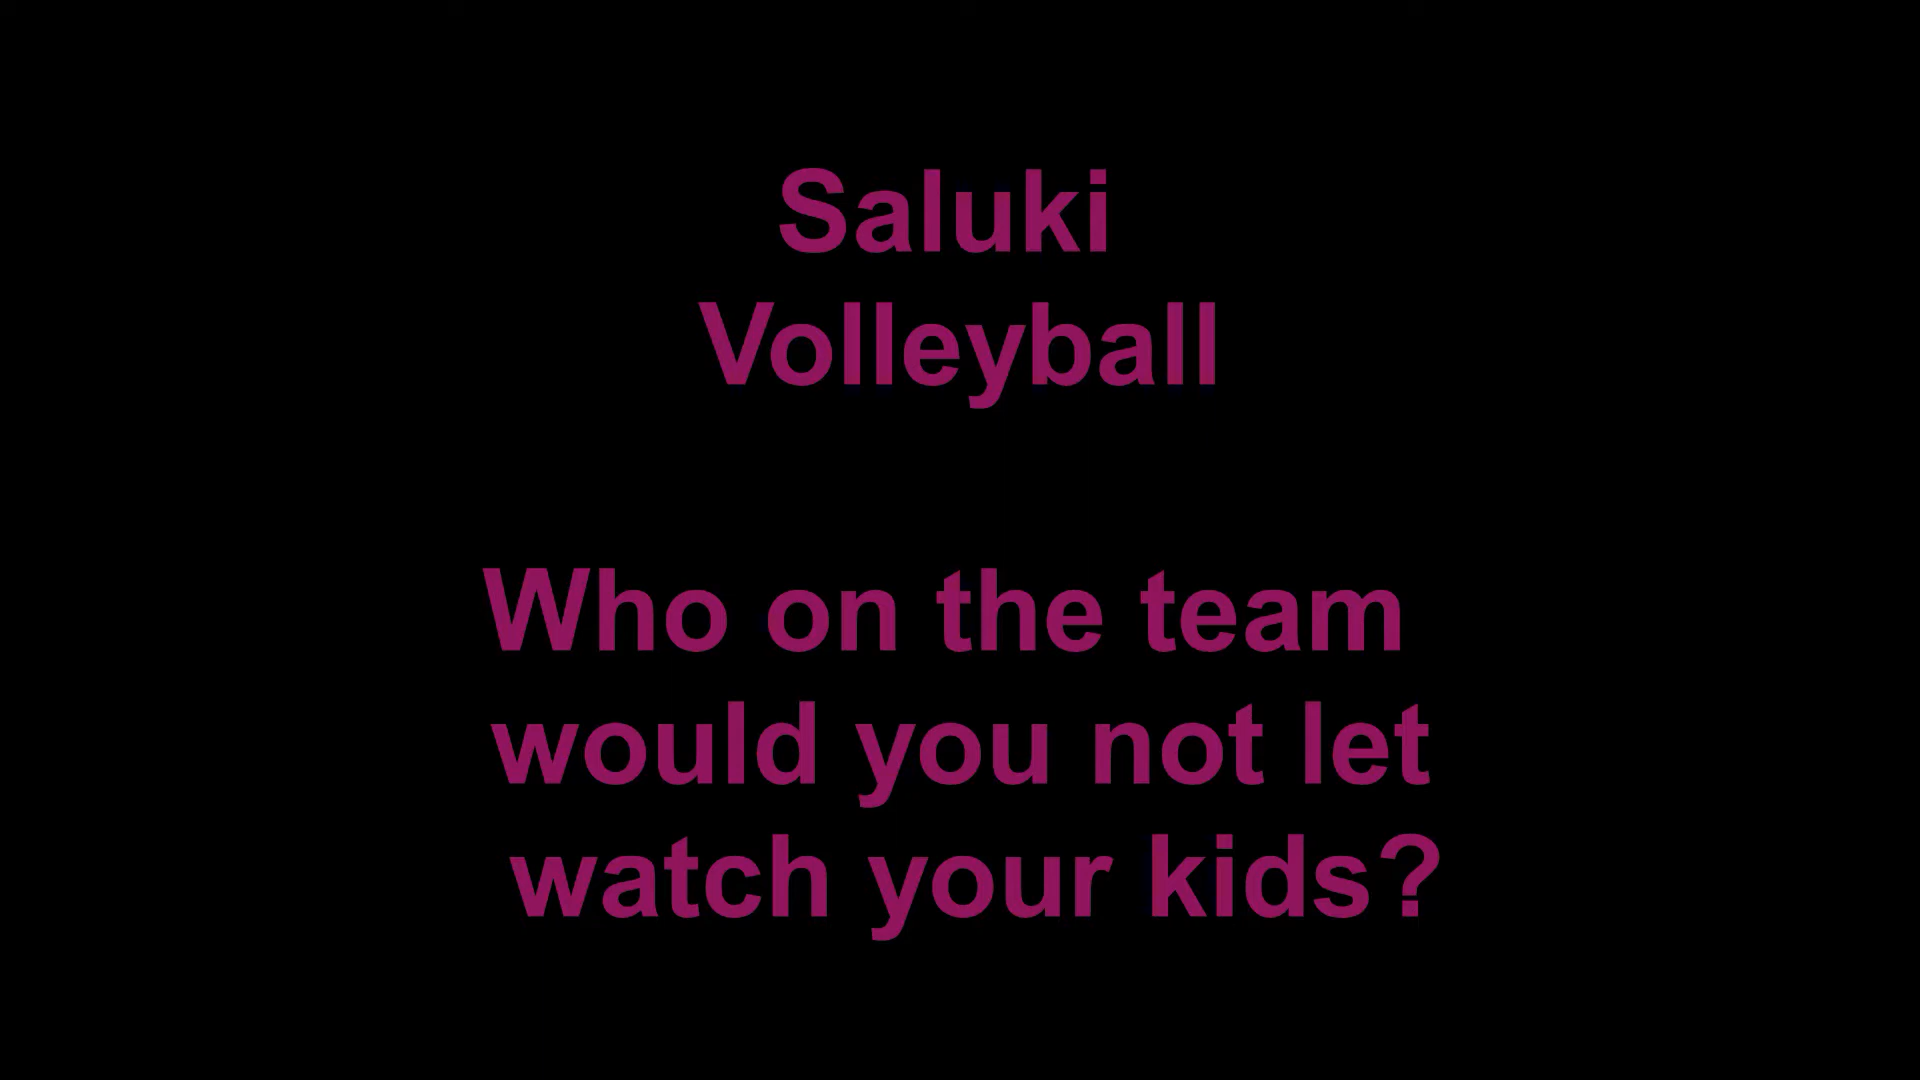 Saluki
Volleyball
Who on the team
would you not let
watch your kids?